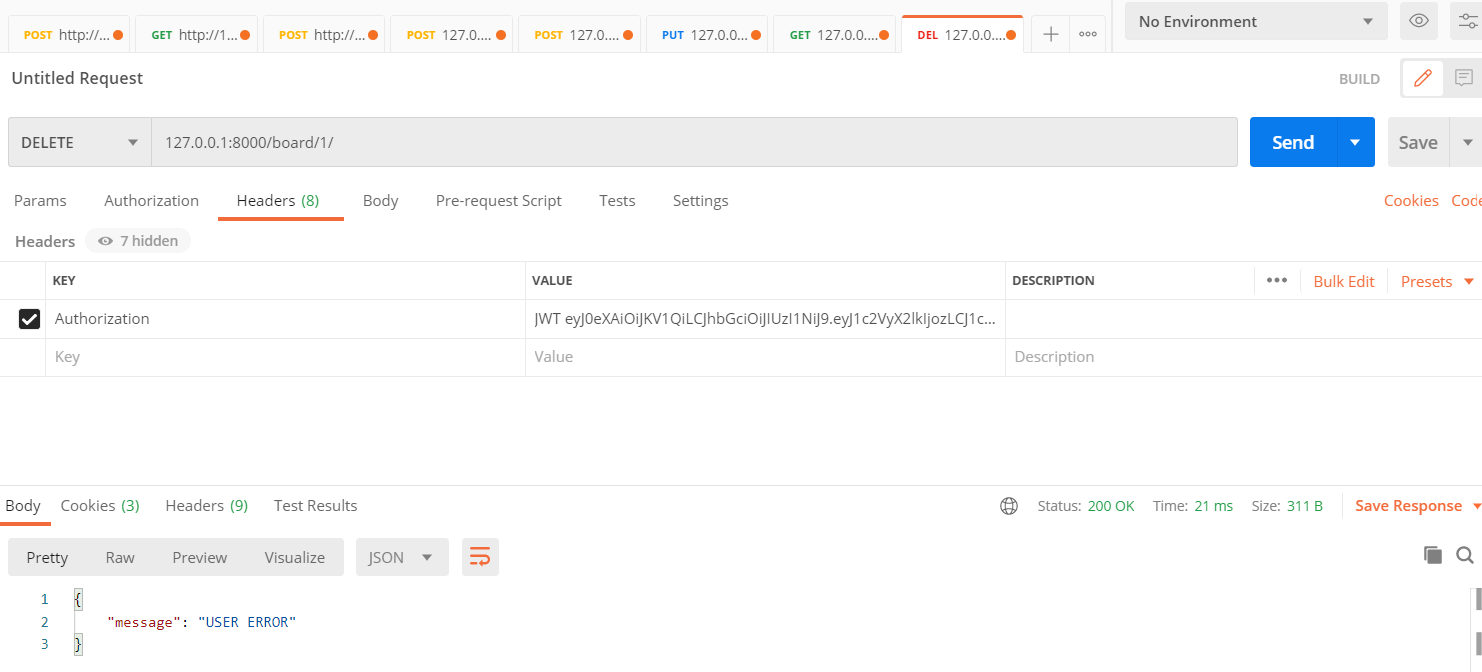 POST http://... GET http://1... POST http://... POST 127.0.... POST 127.0.... PUT 127.0.0... GET 127.0.0.... DEL 127.0.0.... No Environment
Untitled Request BUILD
DELETE 127.0.0.1:8000/board/1/ Send Save
Params Authorization Headers (8) Body Pre-request Script Tests Settings Cookies Code
Headers 7 hidden
KEY VALUE DESCRIPTION ••• Bulk Edit Presets
Authorization JWT eyJ0eXAiOiJKV1QiLCJhbGciOiJIUzI1NiJ9.eyJ1c2VyX2lkIjozLCJ1c...
Key Value Description
Body Cookies (3) Headers (9) Test Results Status: 200 OK Time: 21 ms Size: 311 B Save Response
Pretty Raw Preview Visualize JSON
1 {
2 "message": "USER ERROR"
3 }